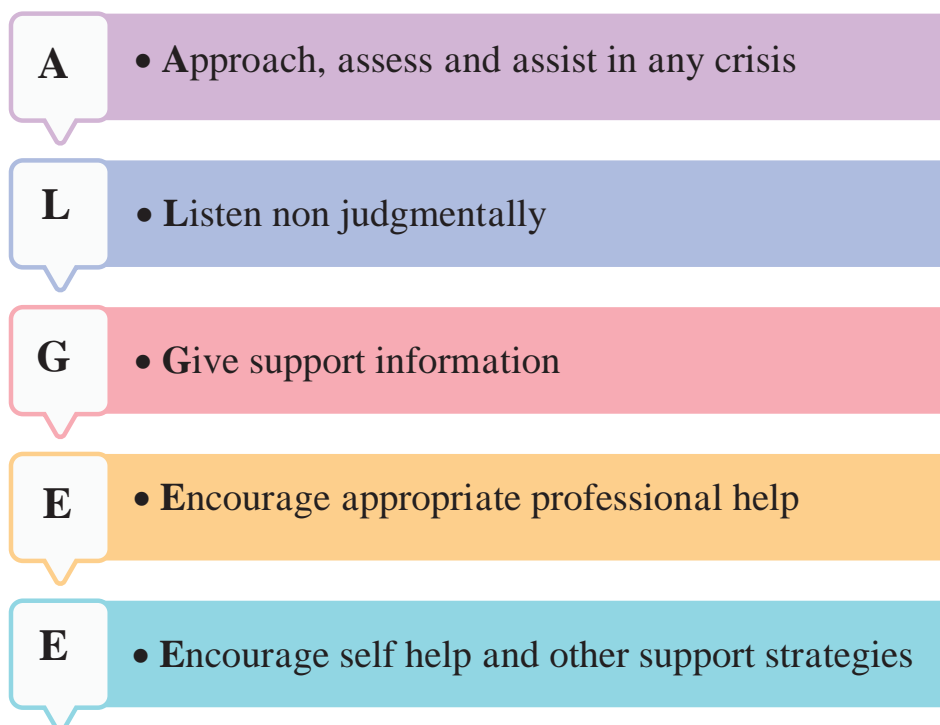 A
• Approach, assess and assist in any crisis
L
• Listen non judgmentally
G
• Give support information
E
• Encourage appropriate professional help
E
• Encourage self help and other support strategies